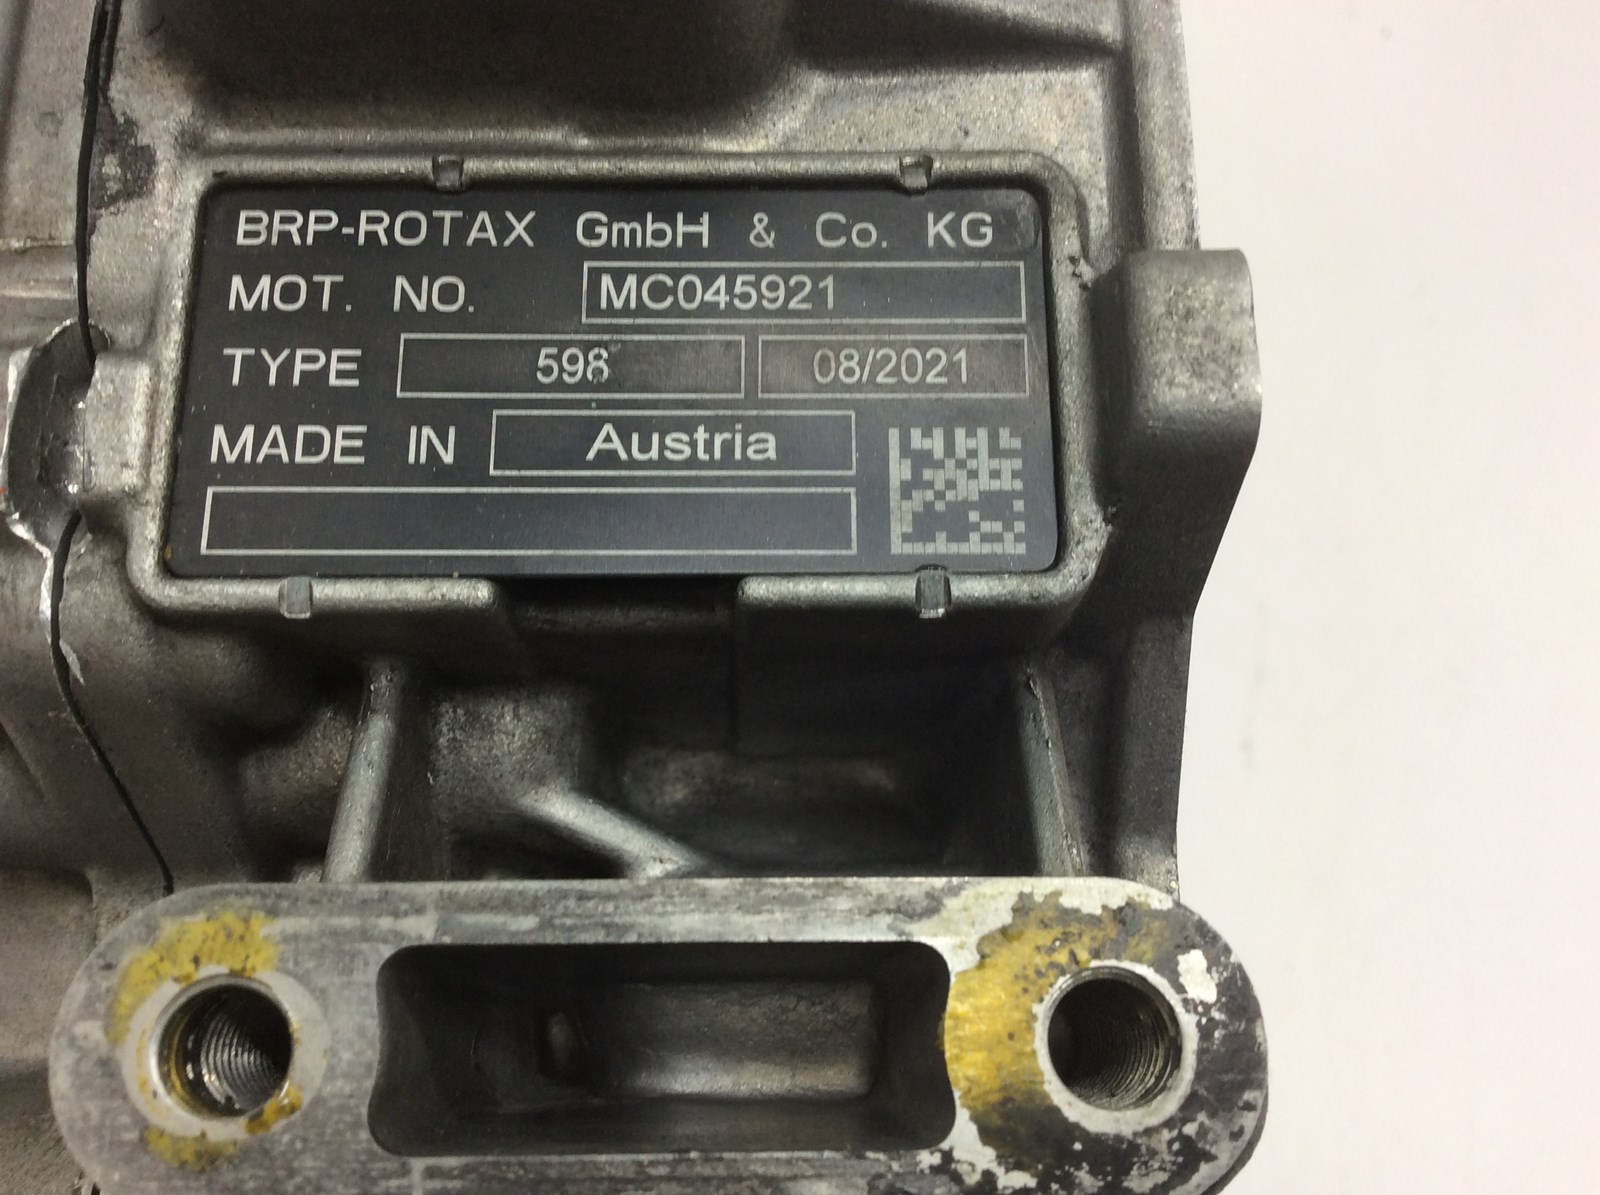 BRP-ROTAX GmbH & Co. KG
MOT. NO. MC045921
TYPE 598 08/2021
MADE IN Austria